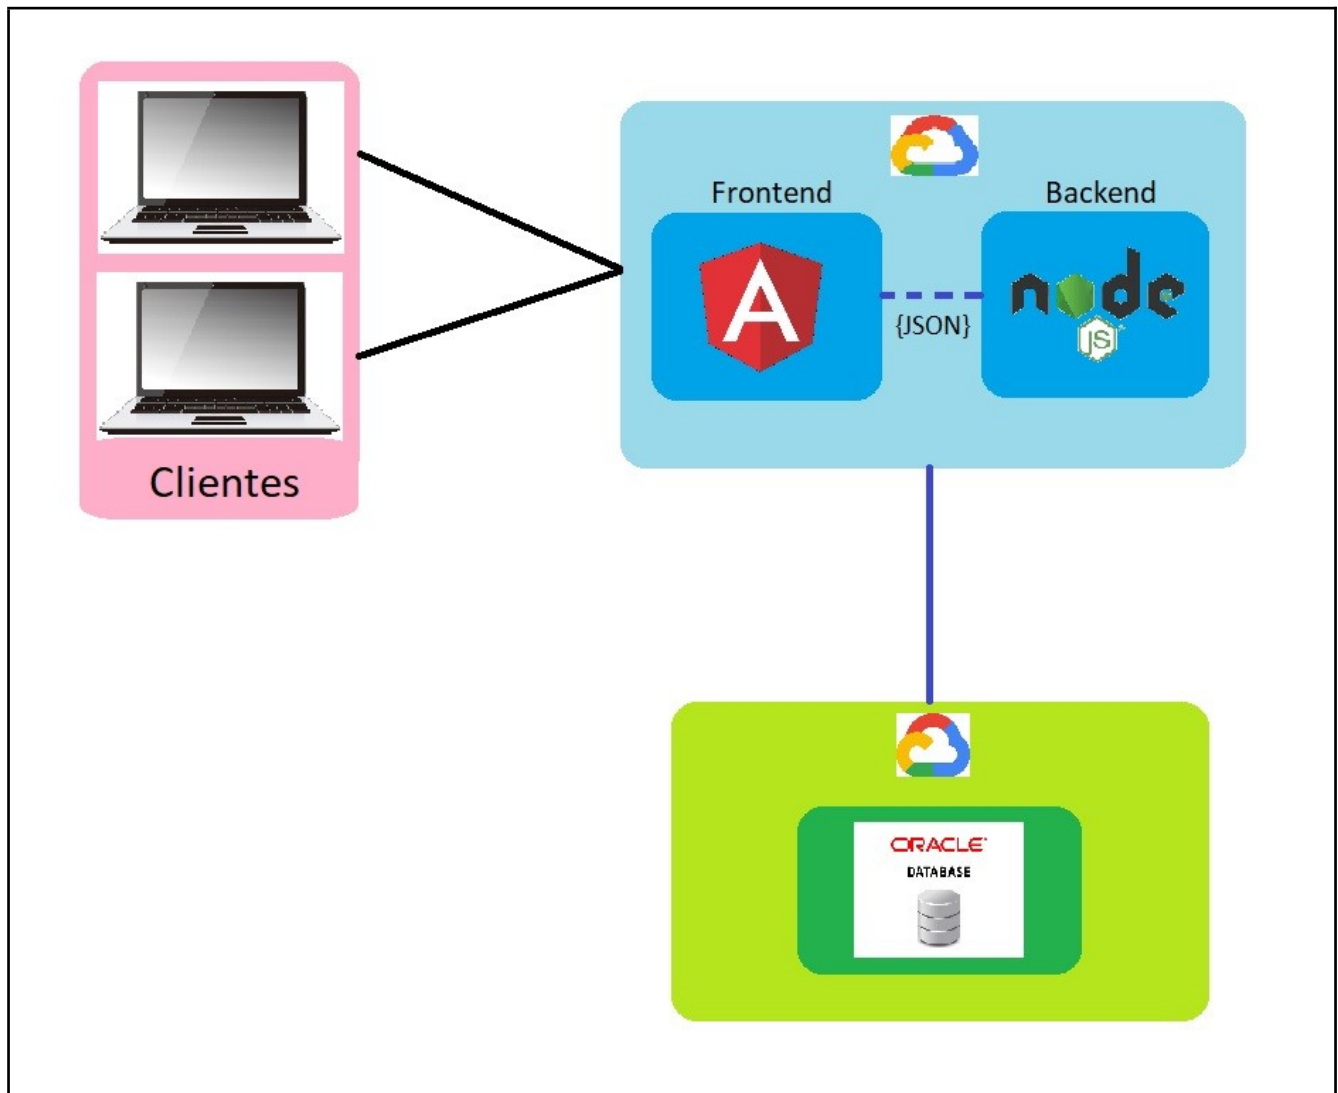 Clientes
Frontend
Backend
A
node
JS
{JSON}
ORACLE
DATABASE